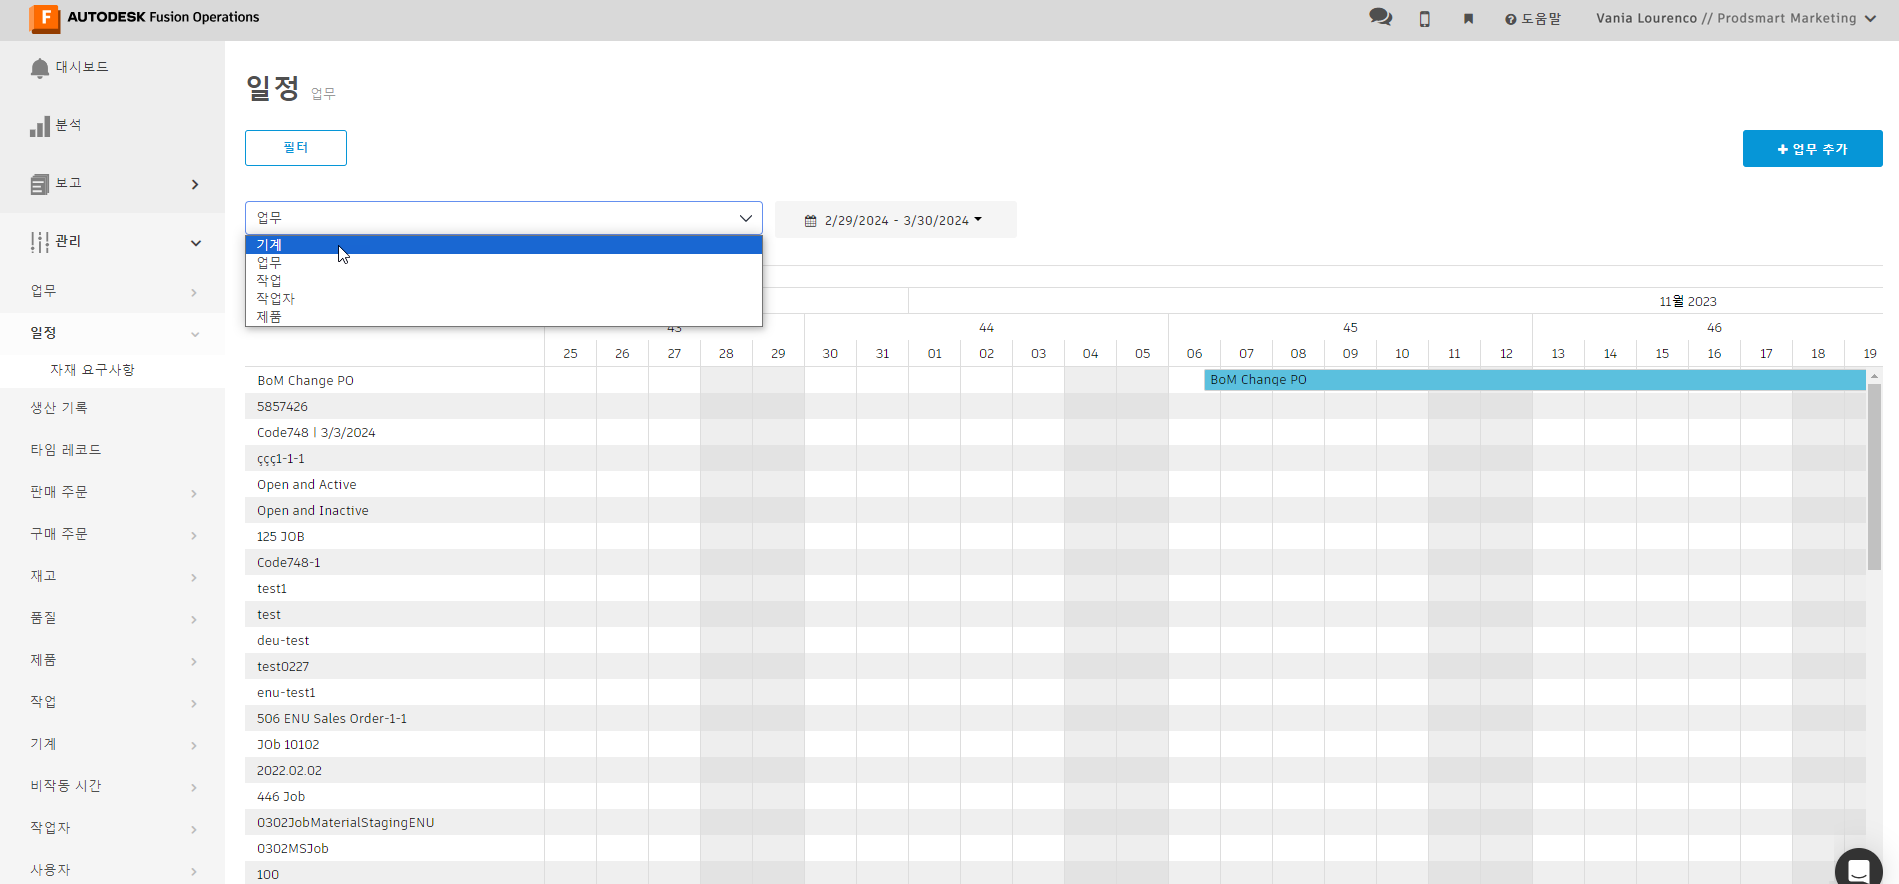 AUTODESK Fusion Operations
도움말
Vania Lourenco // Prodsmart Marketing
대시보드
분석
보고
관리
업무
일정
자재 요구사항
생산 기록
타임 레코드
판매 주문
구매 주문
재고
품질
제품
작업
기계
비작동 시간
작업자
사용자
일정 업무
필터
업무 추가
업무
2/29/2024 - 3/30/2024
기계
업무
작업
작업자
제품
11월 2023
43 44 45 46
25 26 27 28 29 30 31 01 02 03 04 05 06 07 08 09 10 11 12 13 14 15 16 17 18 19
BoM Change PO
BoM Change PO
5857426
Code748 | 3/3/2024
ççç1-1-1
Open and Active
Open and Inactive
125 JOB
Code748-1
test1
test
deu-test
test0227
enu-test1
506 ENU Sales Order-1-1
JOb 10102
2022.02.02
446 Job
0302JobMaterialStagingENU
0302MSJob
100